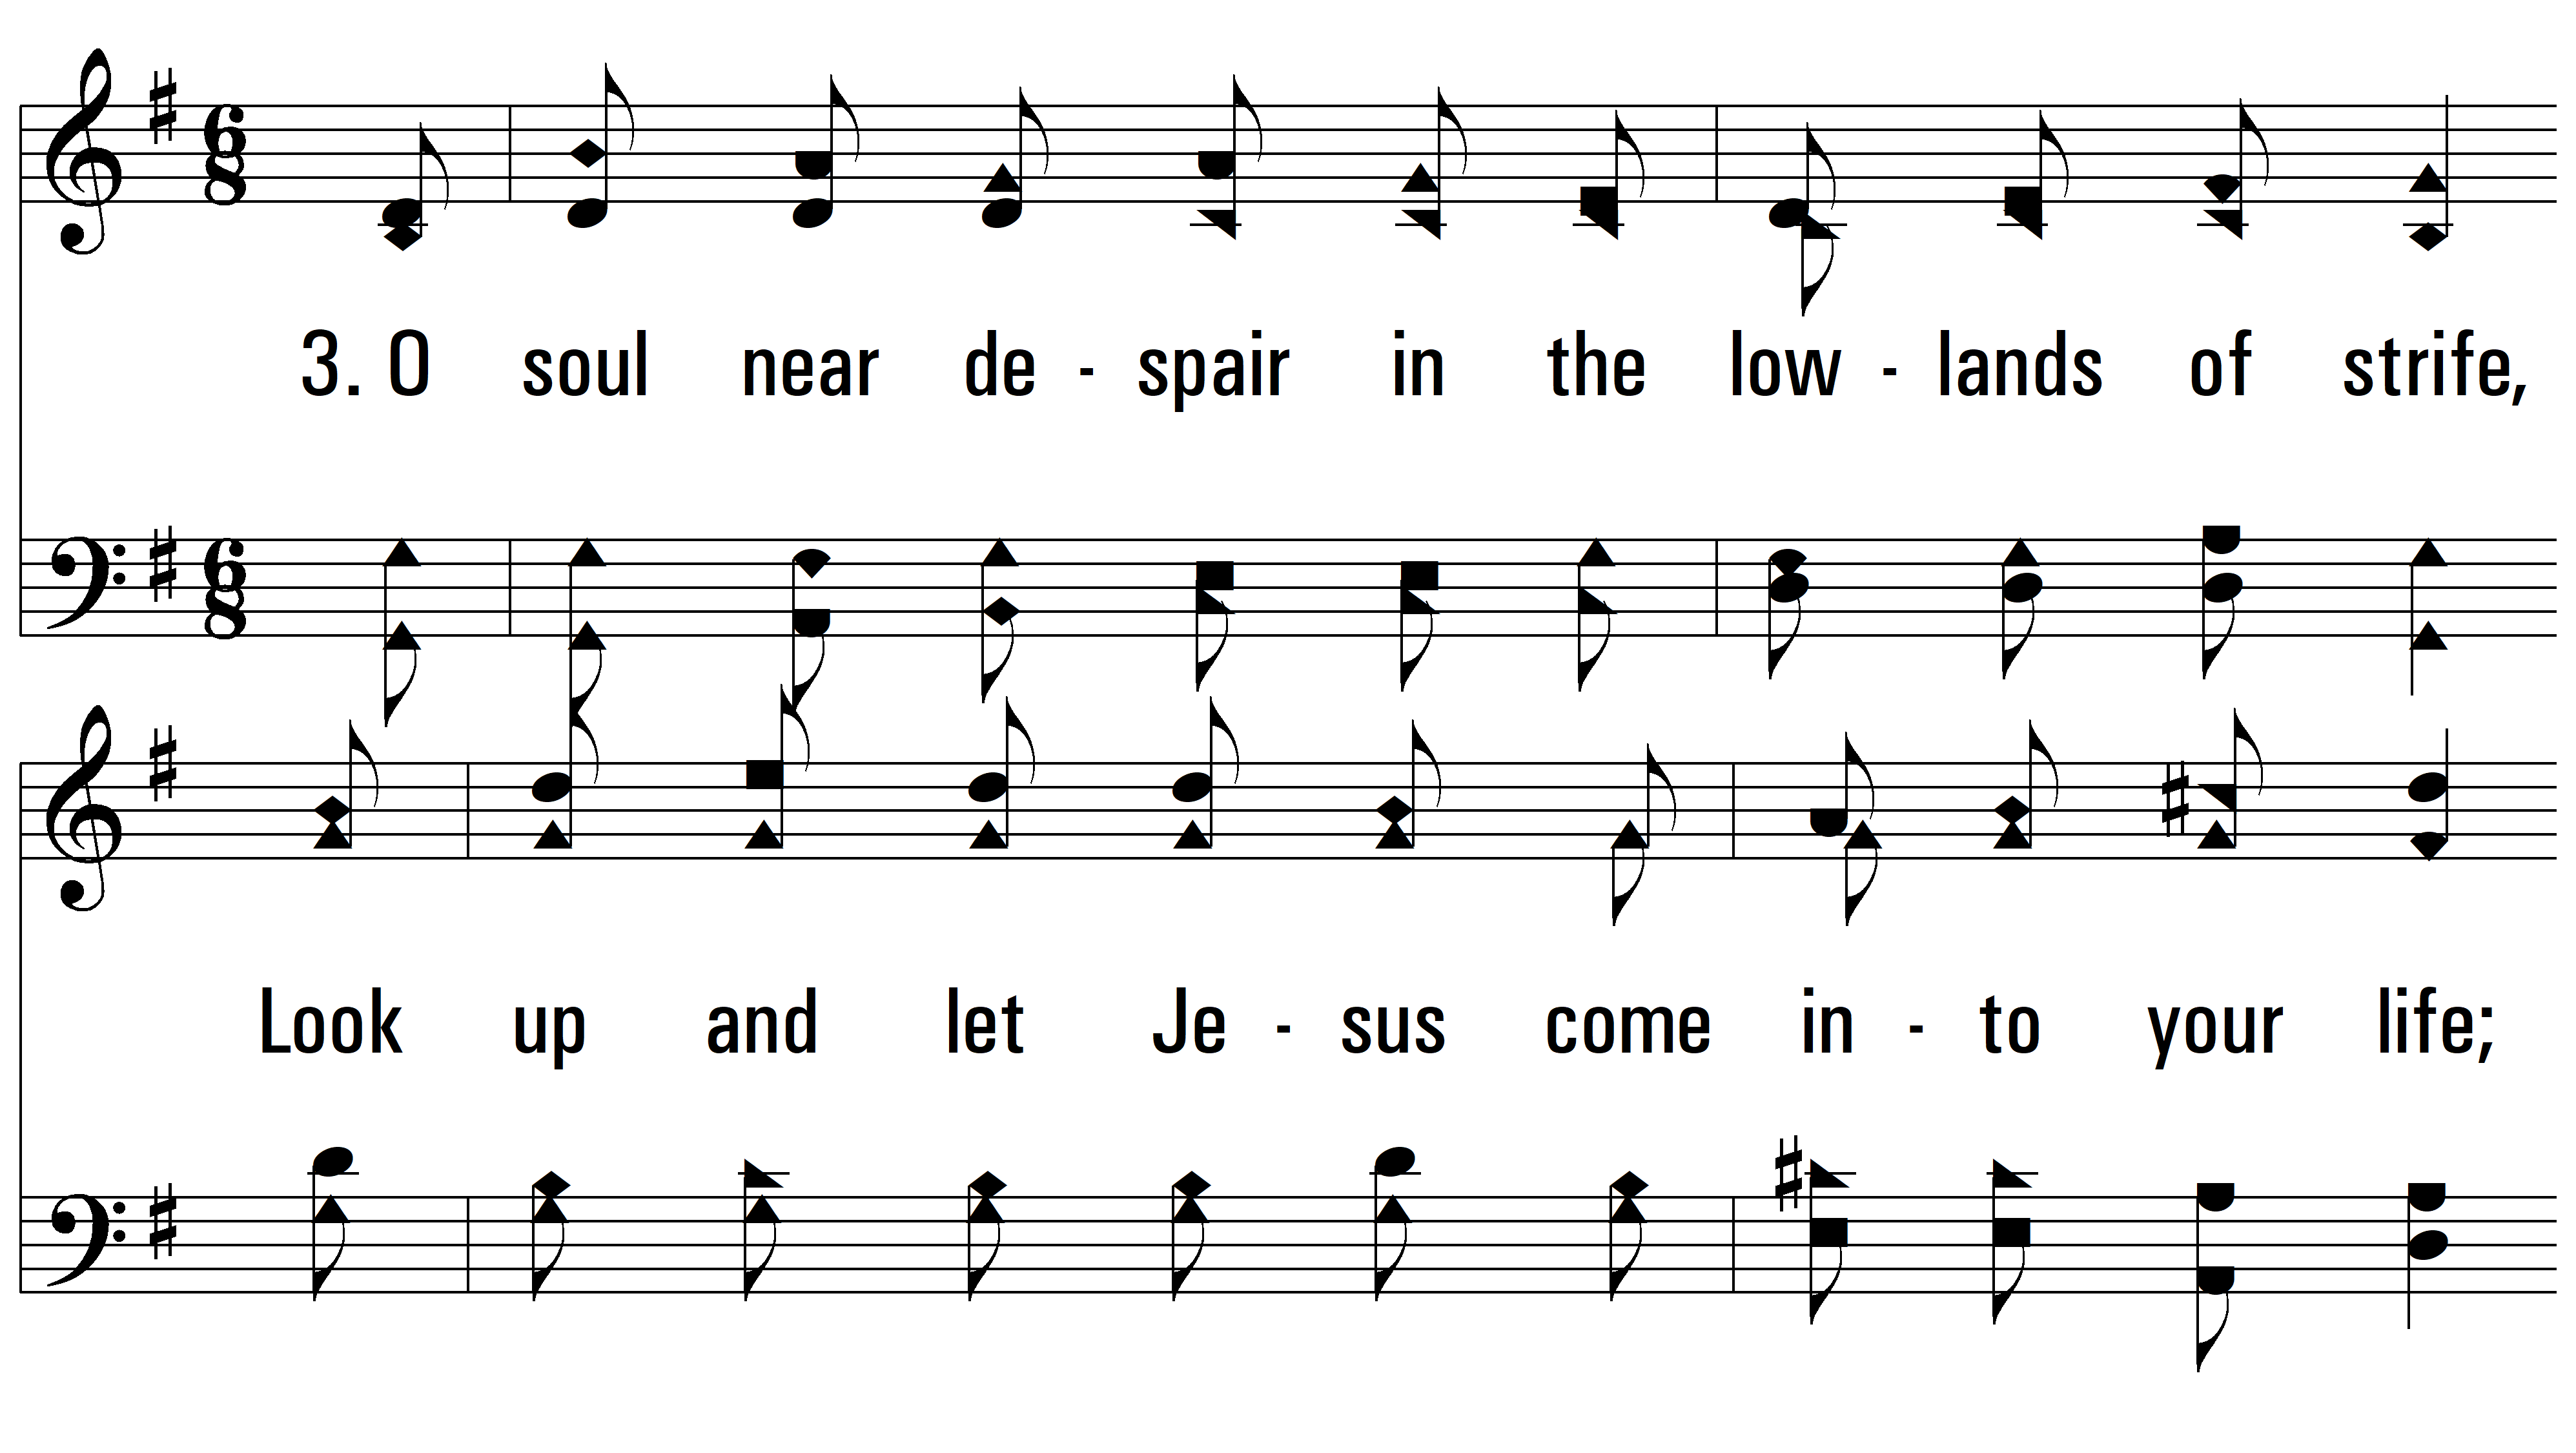 3. O soul near de - spair in the low - lands of strife,
Look up and let Je - sus come in - to your life;